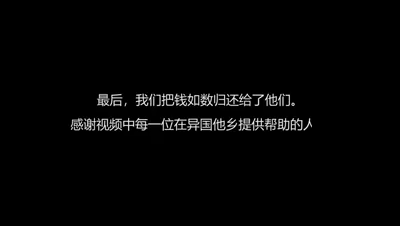 最后，我们把钱如数归还给了他们。
感谢视频中每一位在异国他乡提供帮助的人